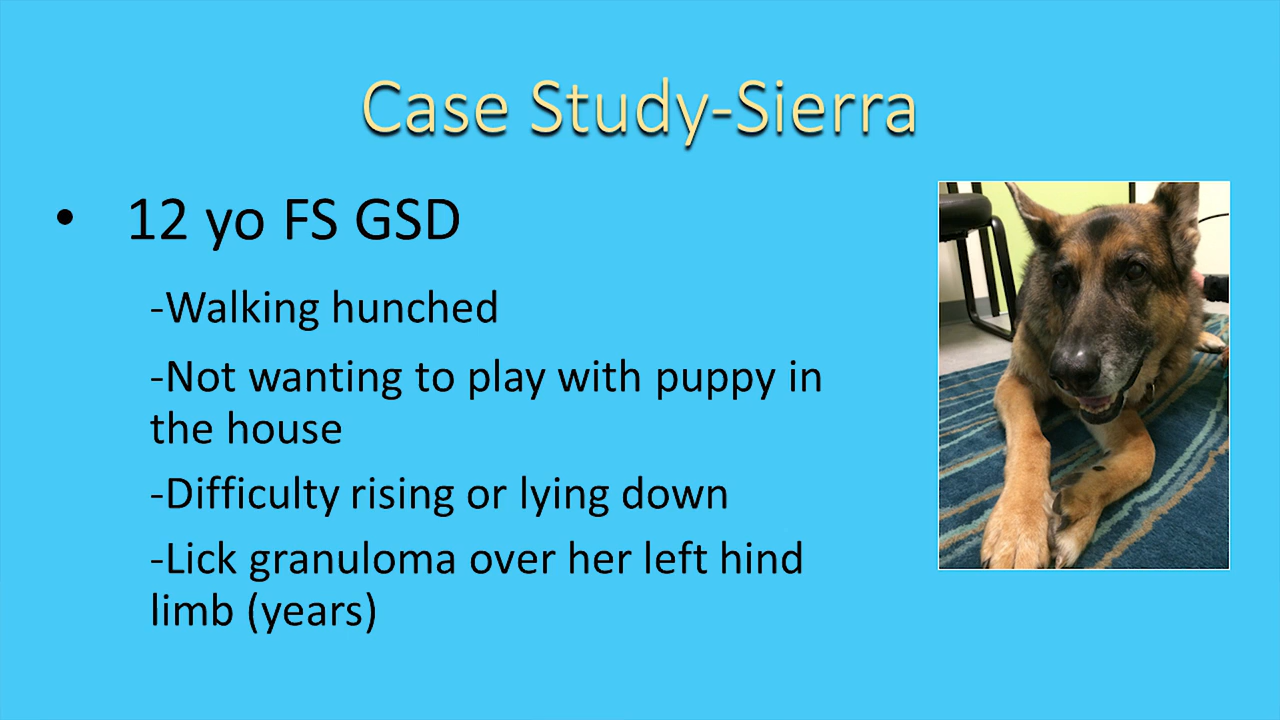 Case Study-Sierra
• 12 yo FS GSD
-Walking hunched
-Not wanting to play with puppy in
the house
-Difficulty rising or lying down
-Lick granuloma over her left hind
limb (years)